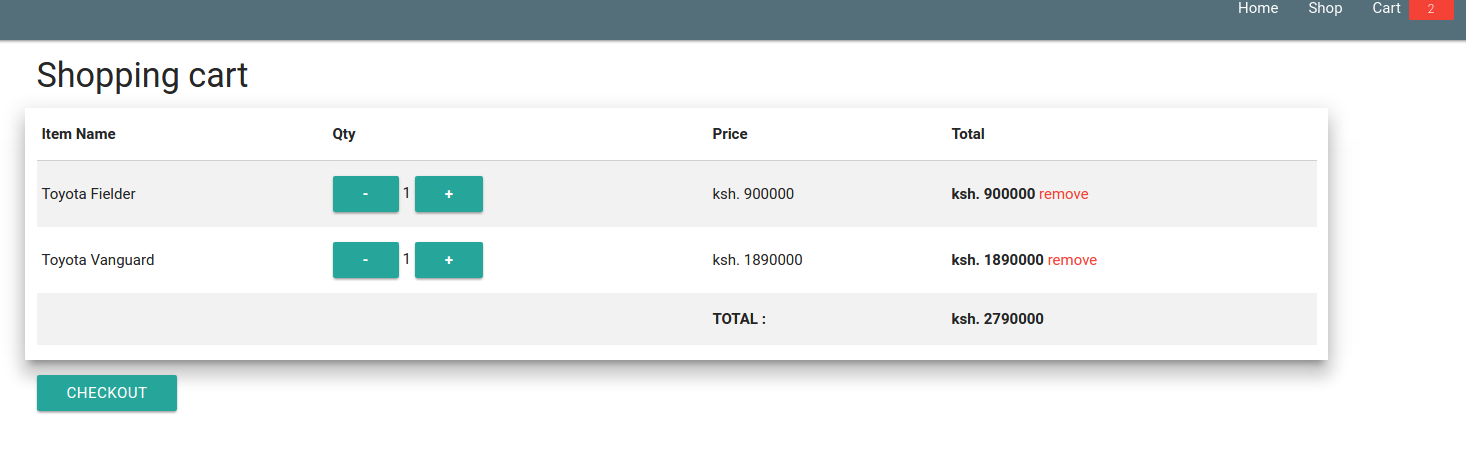 Home Shop Cart 2
Shopping cart
Item Name Qty Price Total
Toyota Fielder - 1 + ksh. 900000 ksh. 900000 remove
Toyota Vanguard - 1 + ksh. 1890000 ksh. 1890000 remove
TOTAL : ksh. 2790000
CHECKOUT